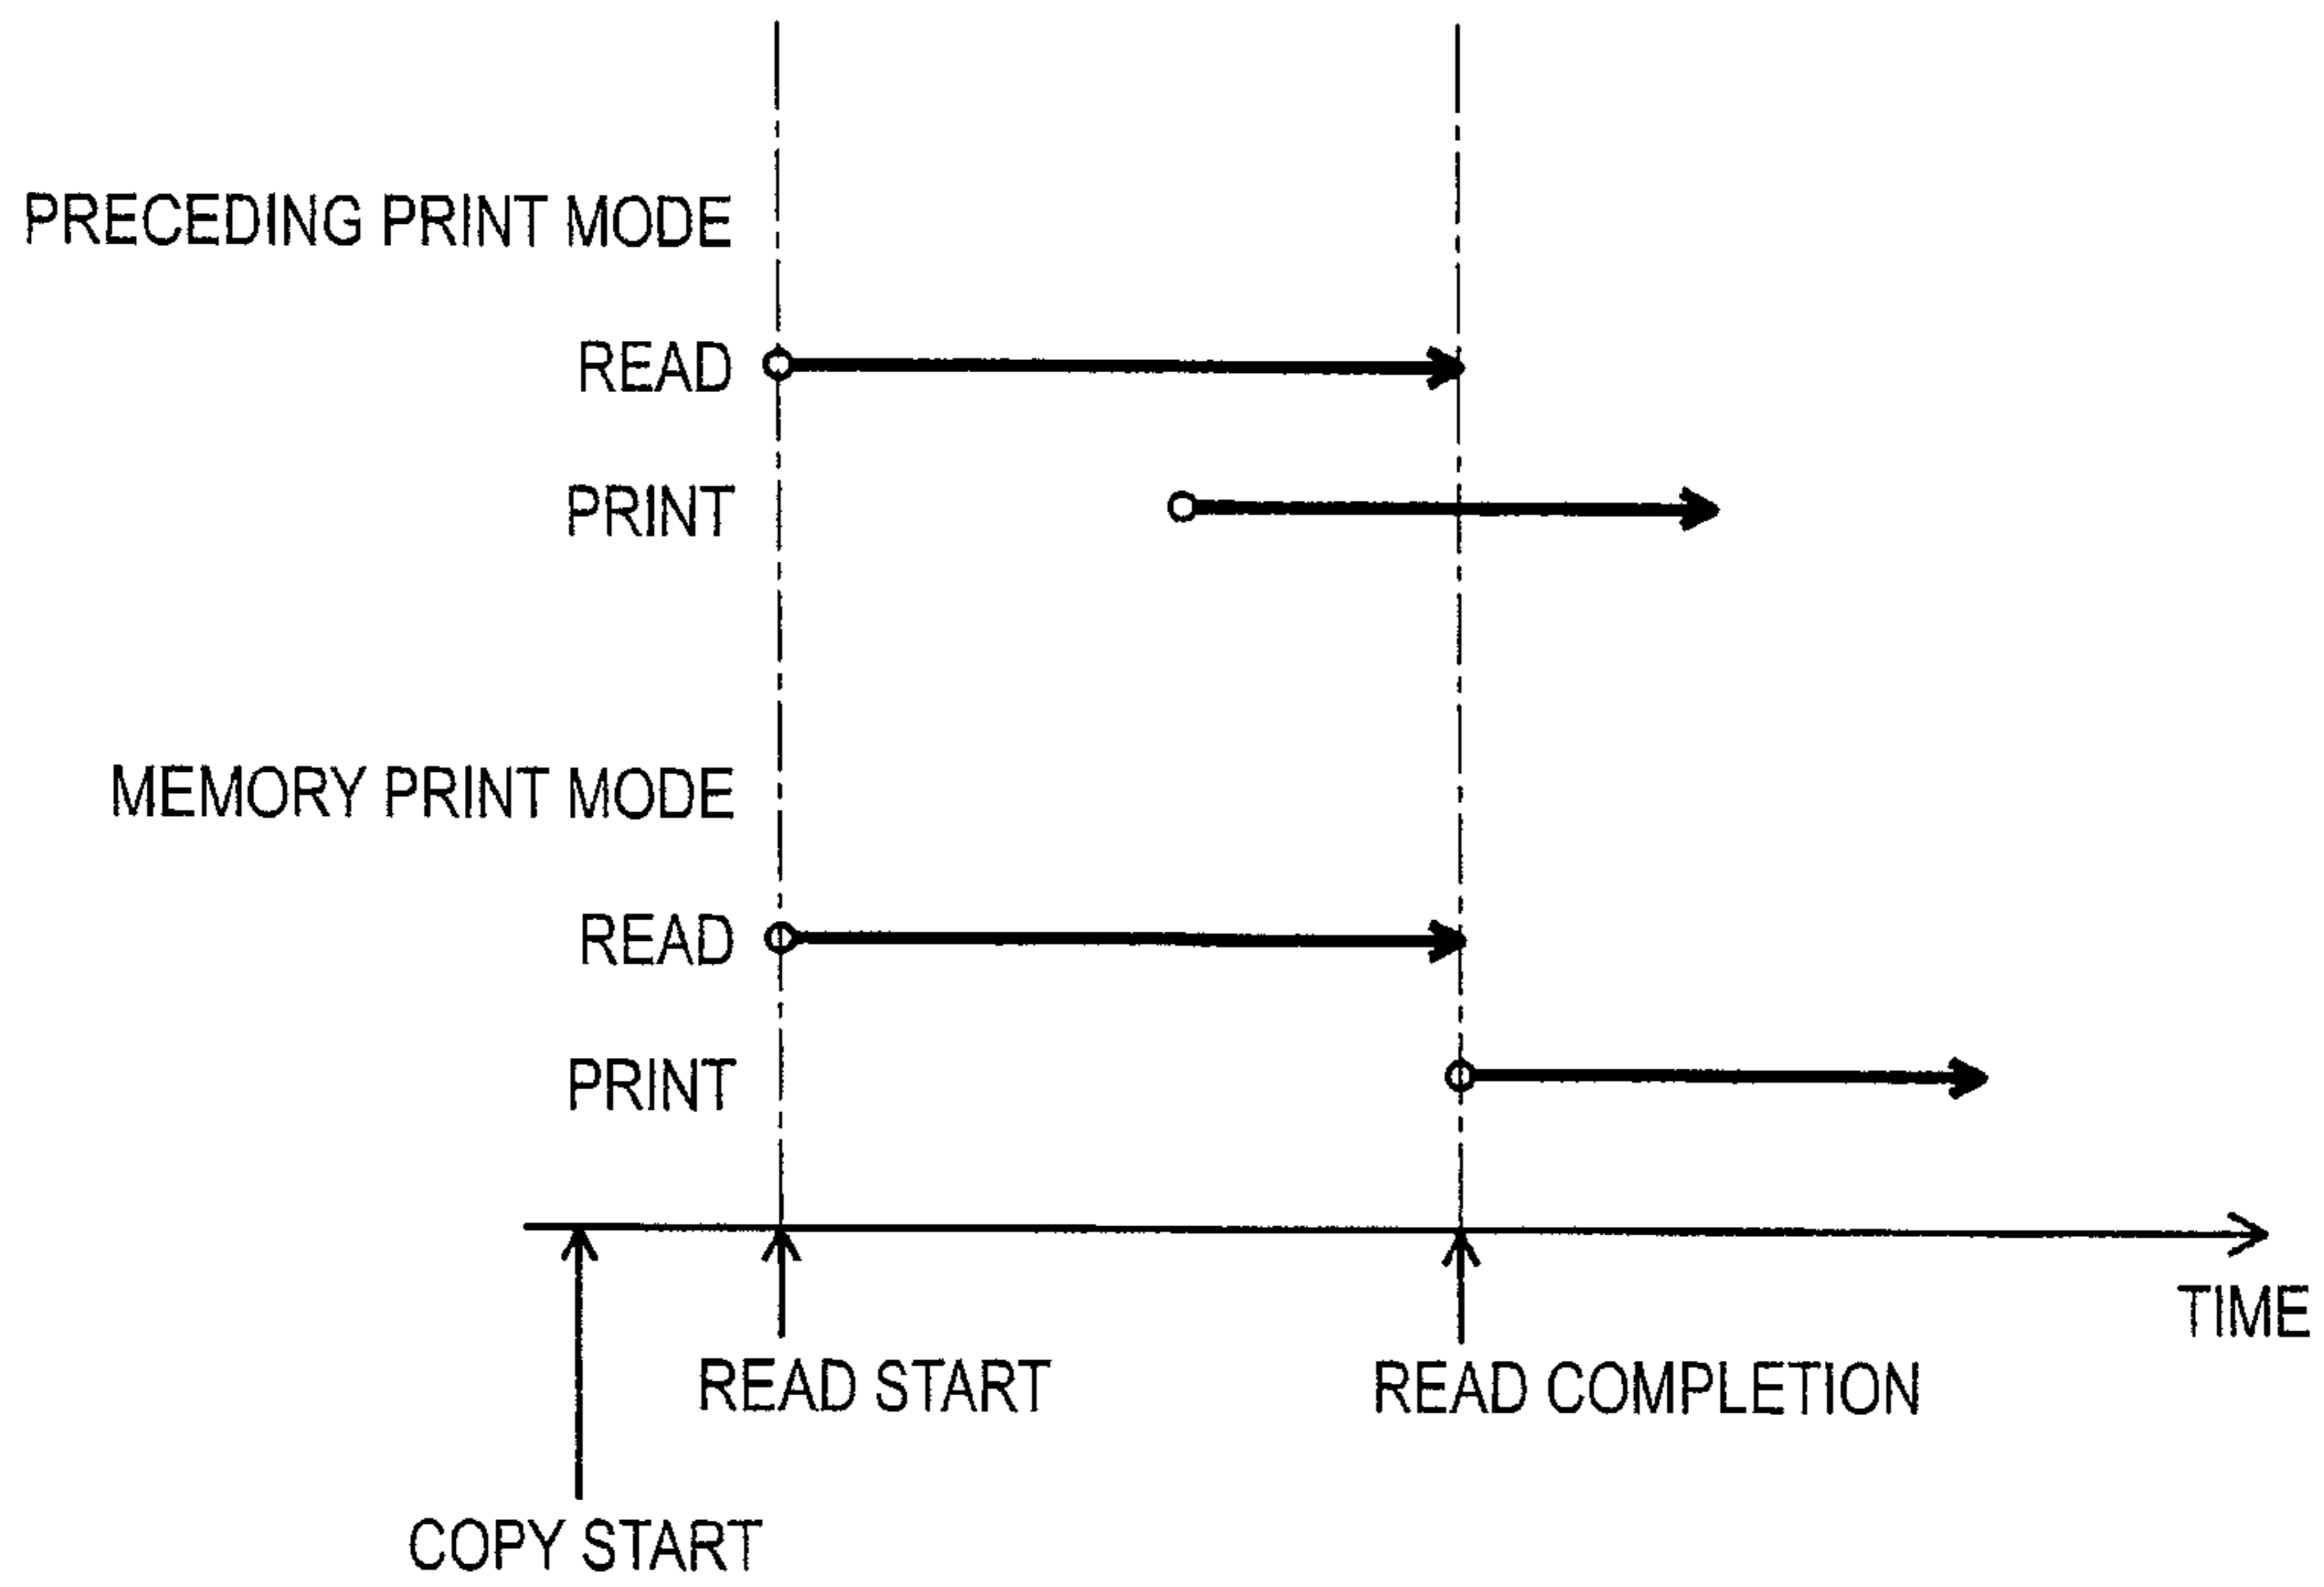 PRECEDING PRINT MODE
READ
PRINT
MEMORY PRINT MODE
READ
PRINT
TIME
READ START
READ COMPLETION
COPY START